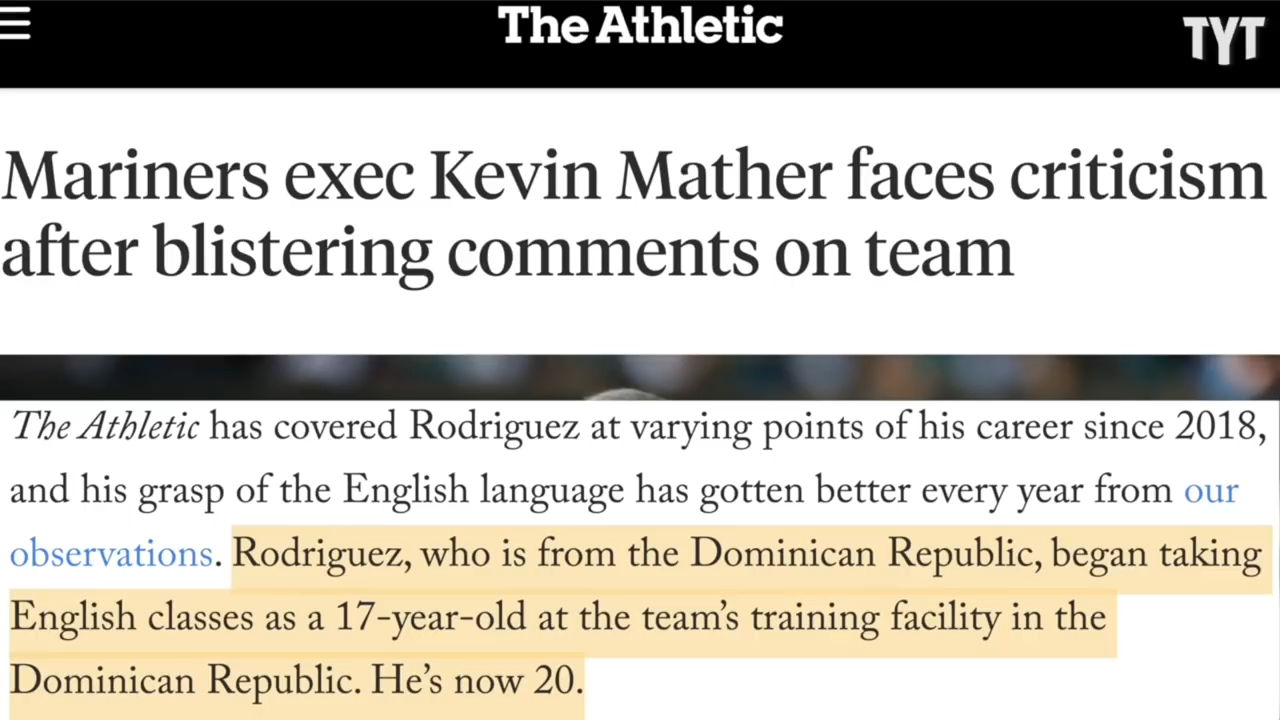 The Athletic
TYT
Mariners exec Kevin Mather faces criticism
after blistering comments on team
The Athletic has covered Rodriguez at varying points of his career since 2018,
and his grasp of the English language has gotten better every year from our
observations. Rodriguez, who is from the Dominican Republic, began taking
English classes as a 17-year-old at the team’s training facility in the
Dominican Republic. He’s now 20.